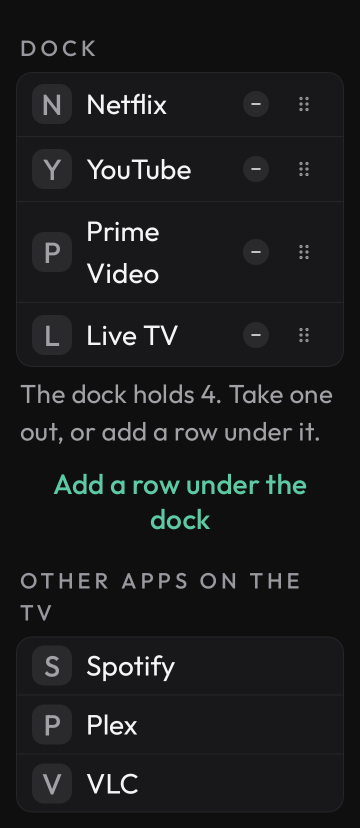 DOCK
N Netflix
Y YouTube
P Prime
Video
L Live TV
The dock holds 4. Take one
out, or add a row under it.
Add a row under the
dock
OTHER APPS ON THE
TV
S Spotify
P Plex
V VLC